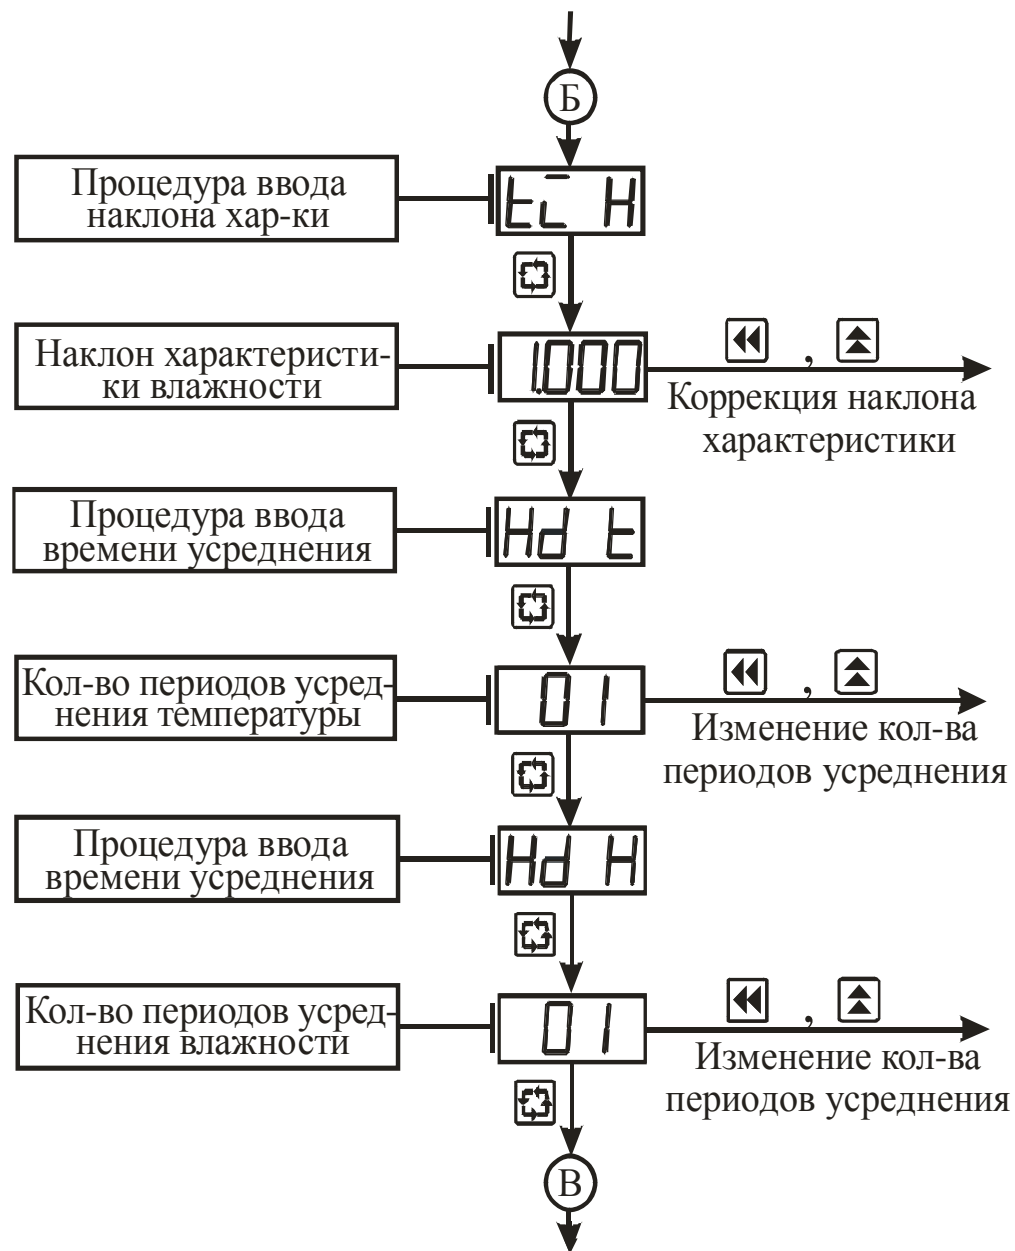 Б
Процедура ввода
наклона хар-ки
H
Наклон характеристи-
ки влажности
1.000
,
Коррекция наклона
характеристики
Процедура ввода
времени усреднения
Hd t
Кол-во периодов усред-
нения температуры
01
,
Изменение кол-ва
периодов усреднения
Процедура ввода
времени усреднения
Hd H
Кол-во периодов усред-
нения влажности
01
,
Изменение кол-ва
периодов усреднения
В